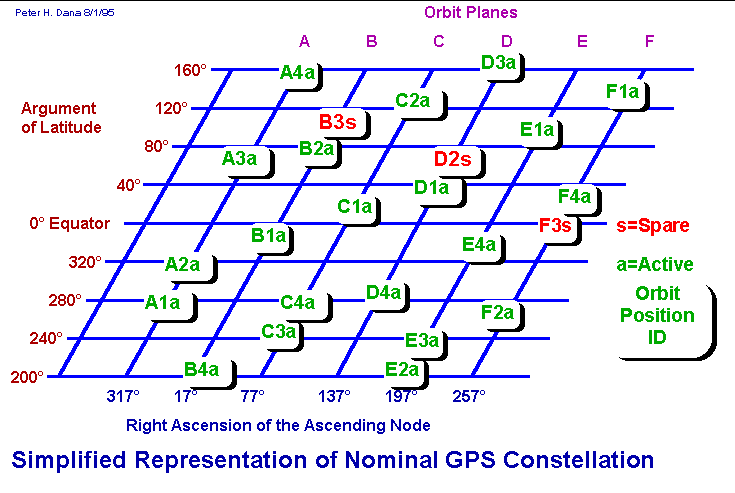 Peter H. Dana 8/1/95
Orbit Planes
A B C D E F
D3a
160°
A4a
F1a
C2a
Argument
of Latitude
120°
B3s
E1a
80°
B2a
A3a
D2s
40°
D1a
F4a
C1a
0° Equator
F3s
s=Spare
B1a
E4a
320°
A2a
a=Active
280°
A1a
C4a
D4a
Orbit
Position
ID
F2a
240°
C3a
E3a
200°
B4a
E2a
317° 17° 77° 137° 197° 257°
Right Ascension of the Ascending Node
Simplified Representation of Nominal GPS Constellation